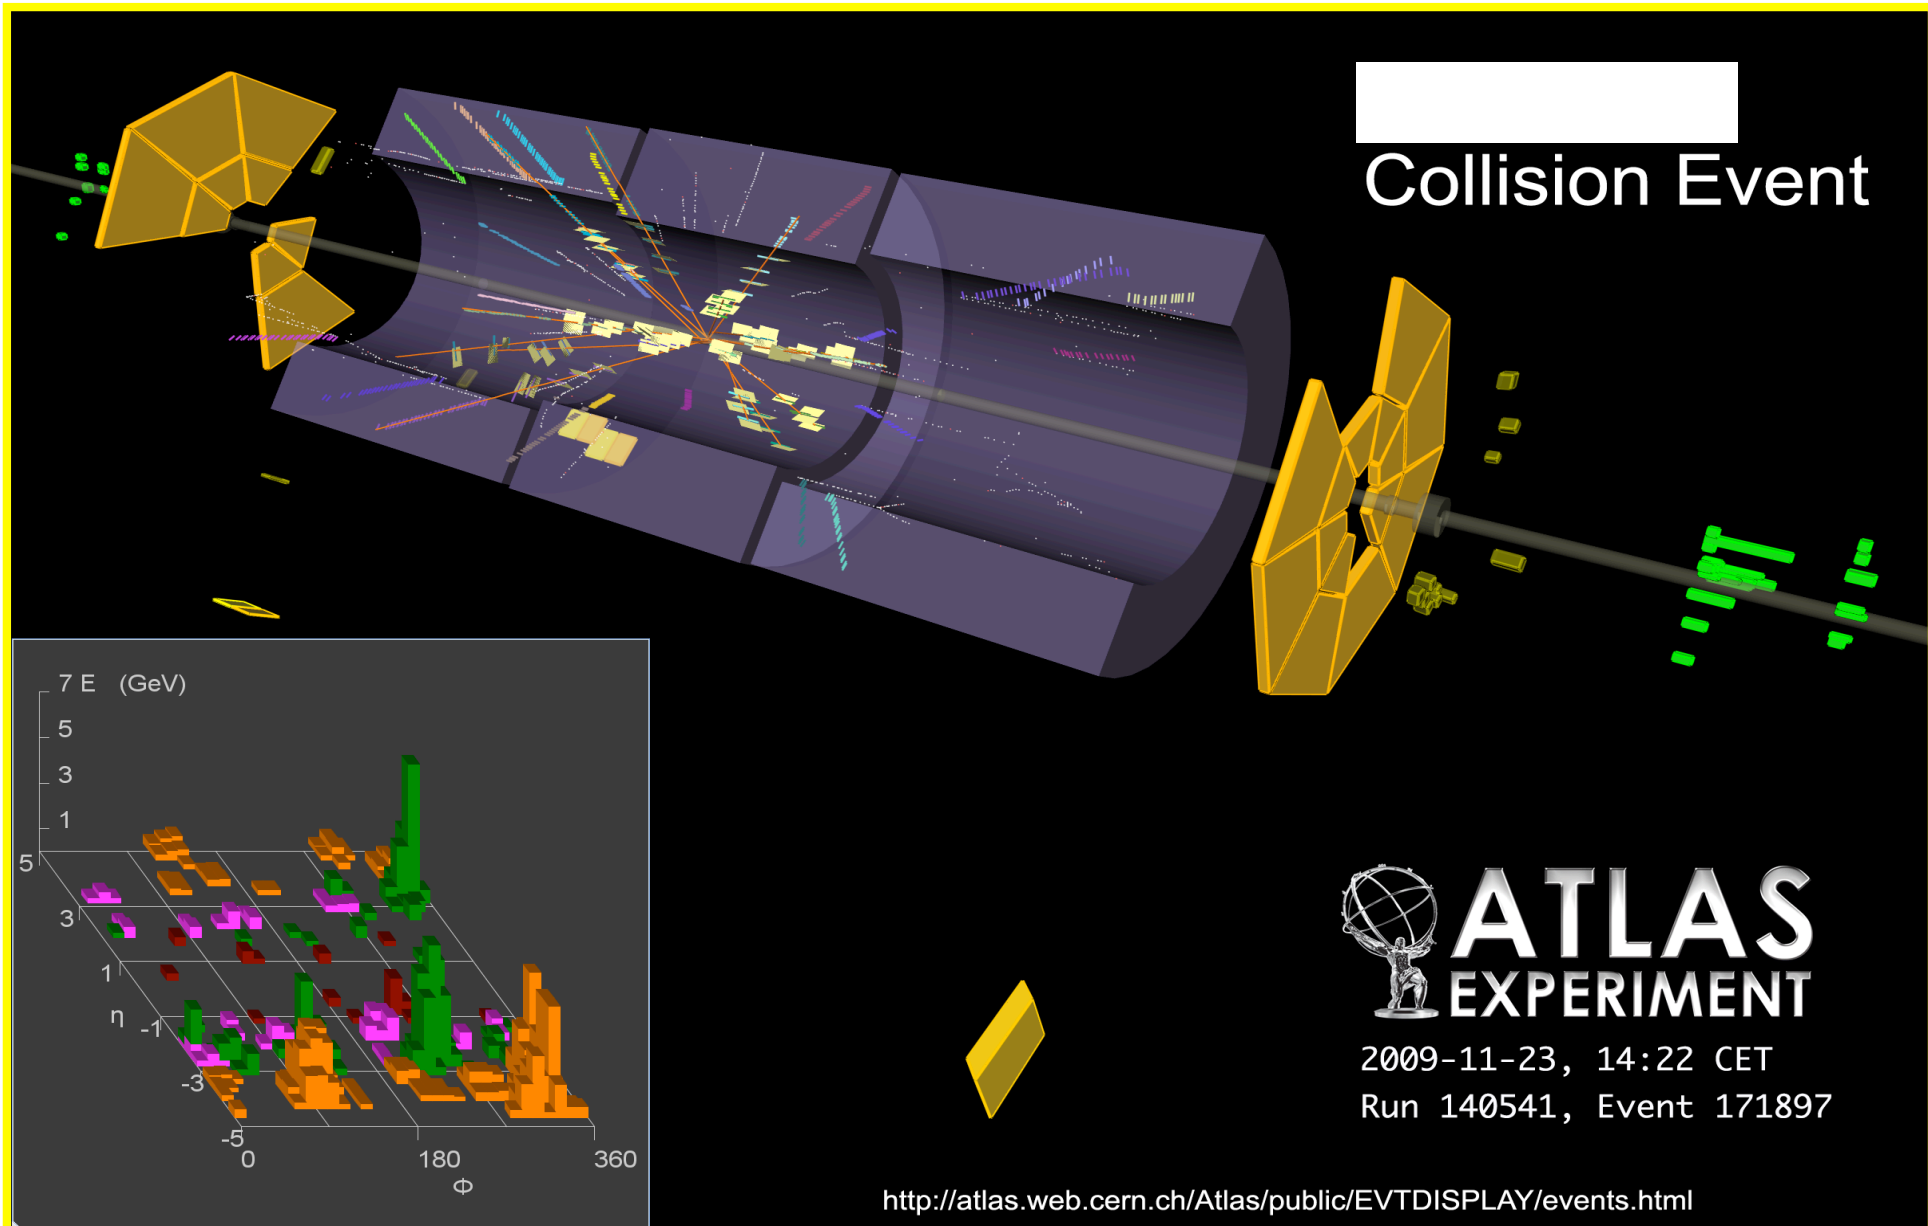 Collision Event
7 E (GeV)
5
3
1
5
3
1
η
-1
-3
-5
0
180
360
Φ
ATLAS
EXPERIMENT
2009-11-23, 14:22 CET
Run 140541, Event 171897
http://atlas.web.cern.ch/Atlas/public/EVTDISPLAY/events.html